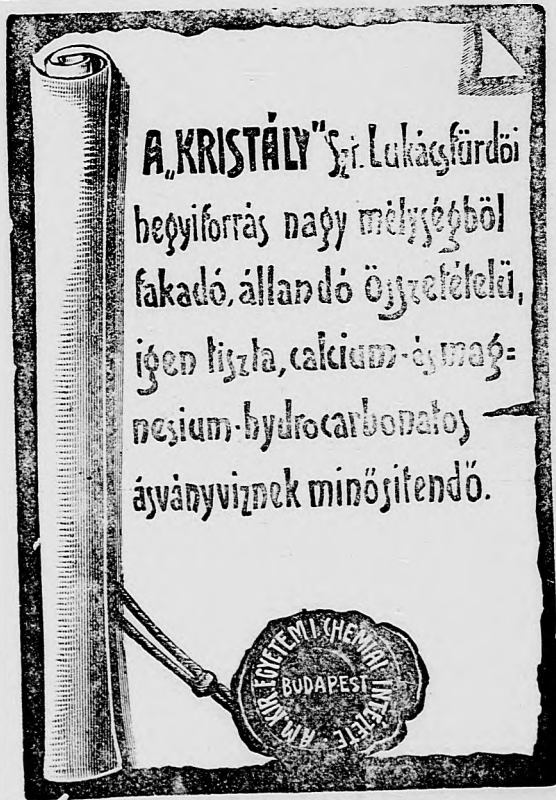 A „KRISTÁLY" Szt. Lukácsfürdői
hegyiforrás nagy mélységből
fakadó, állandó összetételü,
igen tiszta, calcium- és mag=
nesium-hydrocarbonatos
ásványviznek minősitendő.
A M. KIR. EGYETEMI CHEMIAI INTÉZETE
BUDAPEST